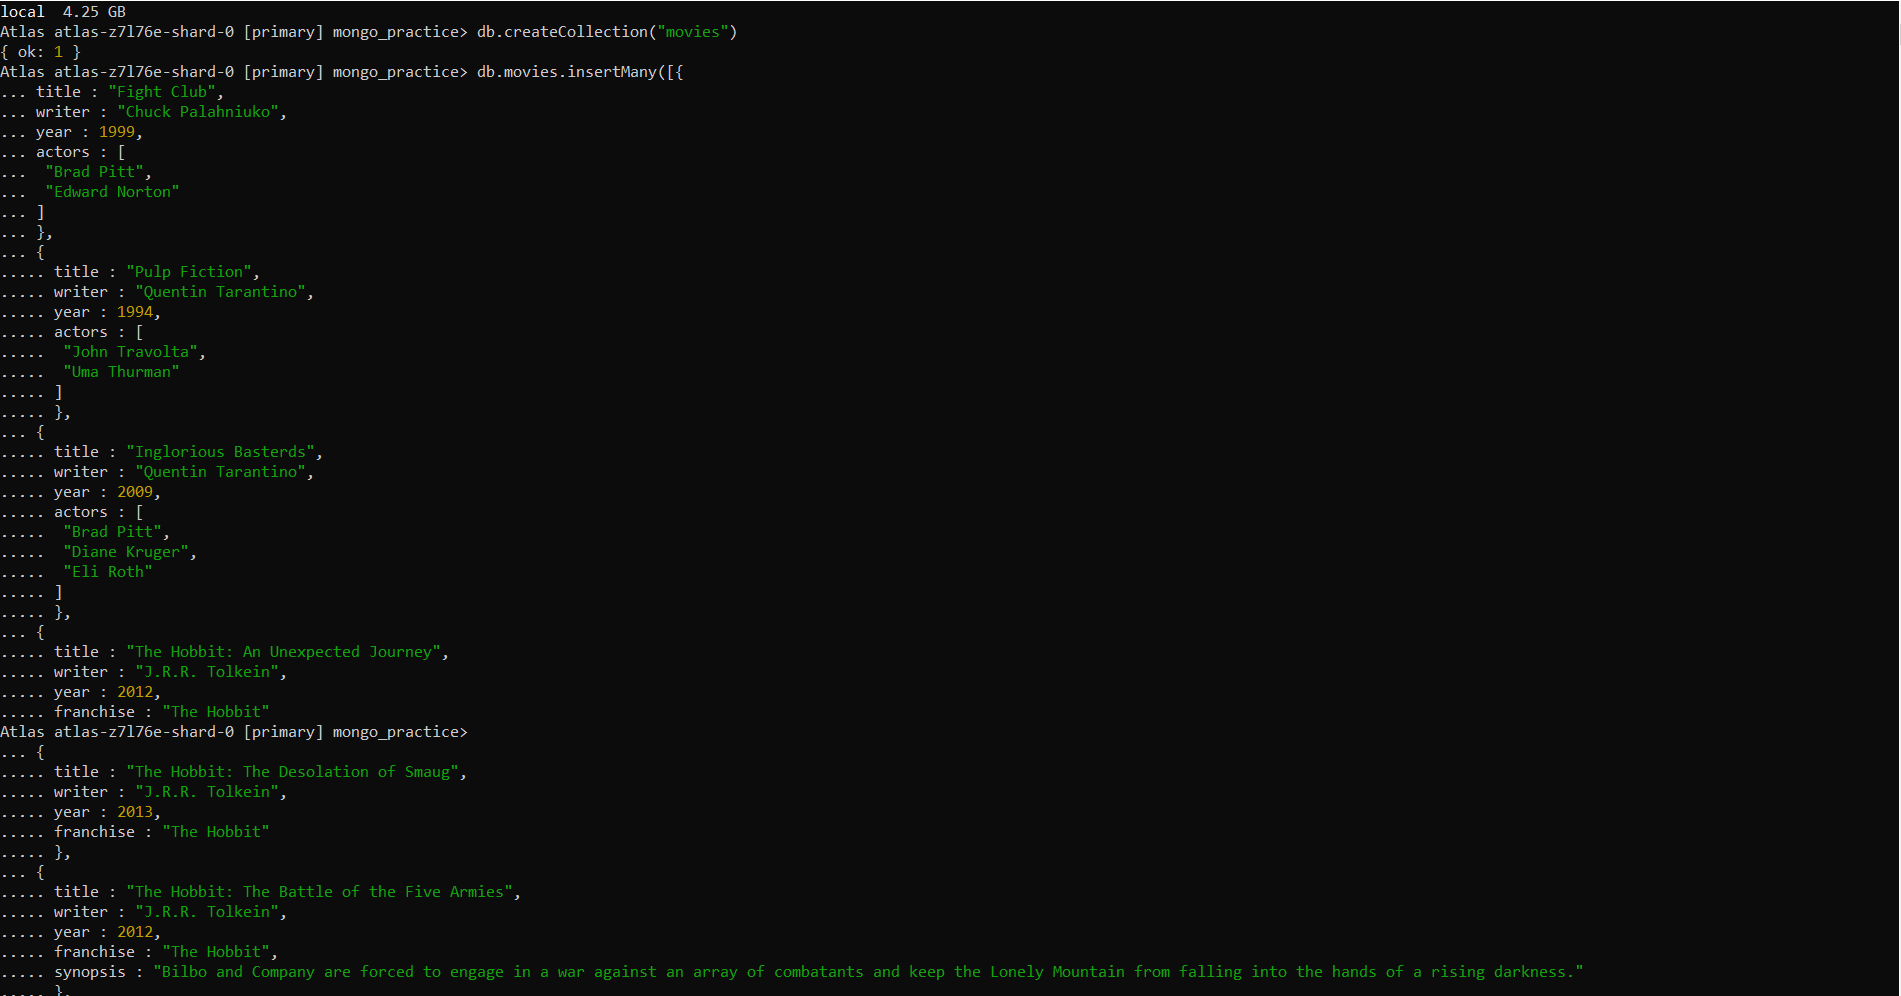 local  4.25 GB
Atlas atlas-z7l76e-shard-0 [primary] mongo_practice> db.createCollection("movies")
{ ok: 1 }
Atlas atlas-z7l76e-shard-0 [primary] mongo_practice> db.movies.insertMany([{
... title : "Fight Club",
... writer : "Chuck Palahniuko",
... year : 1999,
... actors : [
...  "Brad Pitt",
...  "Edward Norton"
... ]
... },
... {
..... title : "Pulp Fiction",
..... writer : "Quentin Tarantino",
..... year : 1994,
..... actors : [
.....  "John Travolta",
.....  "Uma Thurman"
..... ]
..... },
... {
..... title : "Inglorious Basterds",
..... writer : "Quentin Tarantino",
..... year : 2009,
..... actors : [
.....  "Brad Pitt",
.....  "Diane Kruger",
.....  "Eli Roth"
..... ]
..... },
... {
..... title : "The Hobbit: An Unexpected Journey",
..... writer : "J.R.R. Tolkein",
..... year : 2012,
..... franchise : "The Hobbit"
Atlas atlas-z7l76e-shard-0 [primary] mongo_practice>
... {
..... title : "The Hobbit: The Desolation of Smaug",
..... writer : "J.R.R. Tolkein",
..... year : 2013,
..... franchise : "The Hobbit"
..... },
... {
..... title : "The Hobbit: The Battle of the Five Armies",
..... writer : "J.R.R. Tolkein",
..... year : 2012,
..... franchise : "The Hobbit",
..... synopsis : "Bilbo and Company are forced to engage in a war against an array of combatants and keep the Lonely Mountain from falling into the hands of a rising darkness."
..... },